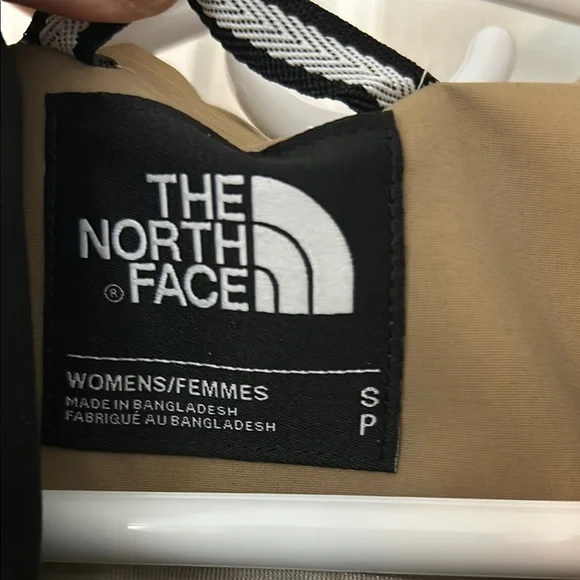 THE
NORTH
® FACE
WOMENS/FEMMES
MADE IN BANGLADESH
FABRIQUÉ AU BANGLADESH
S
P